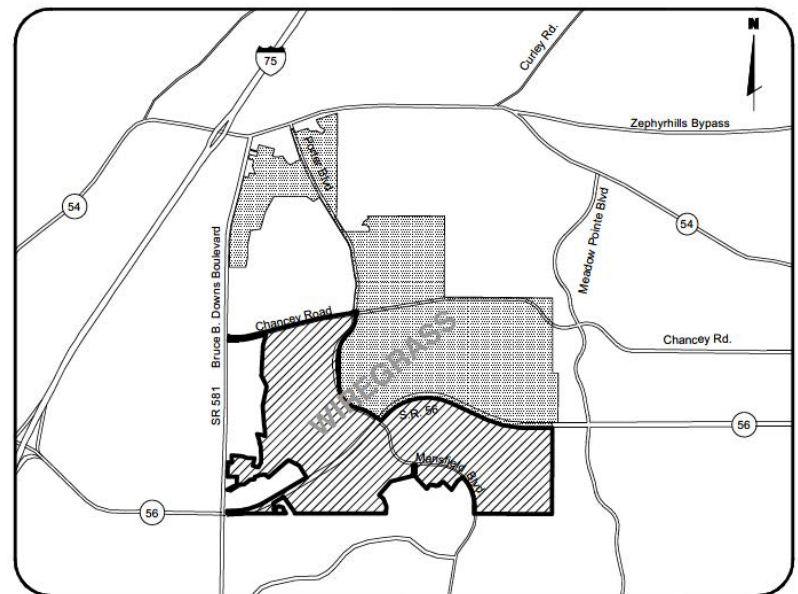 N
75
Curley Rd.
Zephyrhills Bypass
Porter Blvd
54
Meadow Pointe Blvd
54
SR 581 Bruce B. Downs Boulevard
Chancey Road
Chancey Rd.
WIREGRASS
S.R. 56
56
Mansfield Blvd
56